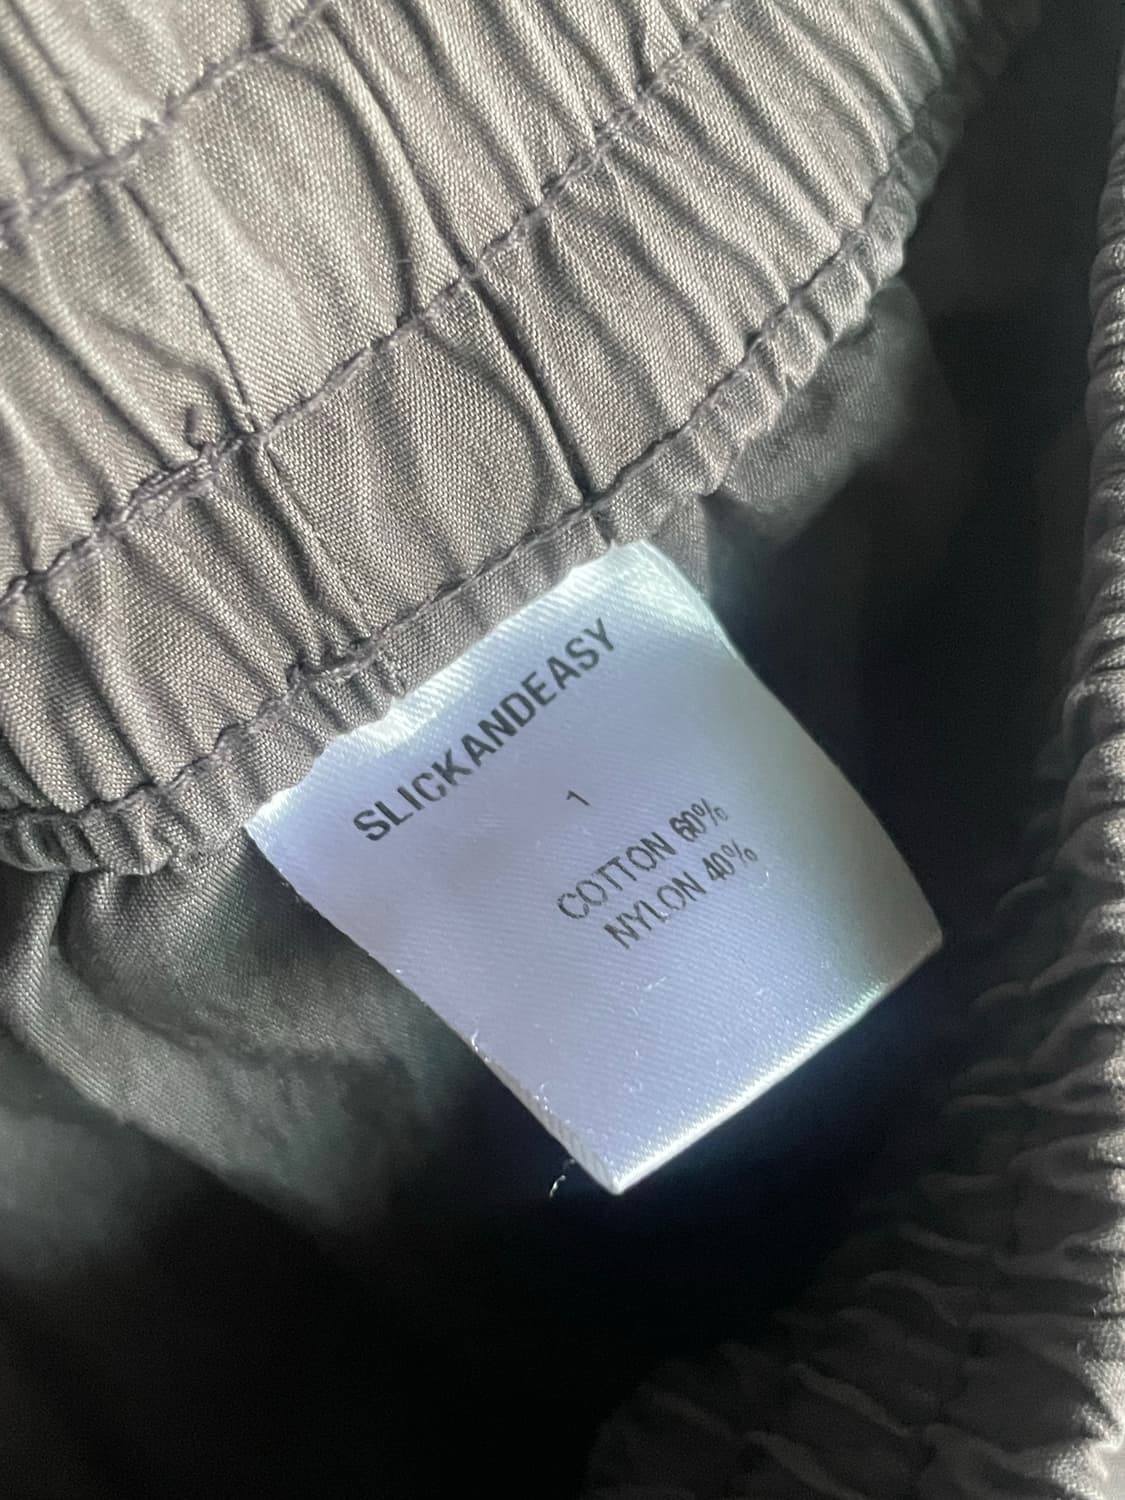 SLICKANDEASY
1
COTTON 60%
NYLON 40%